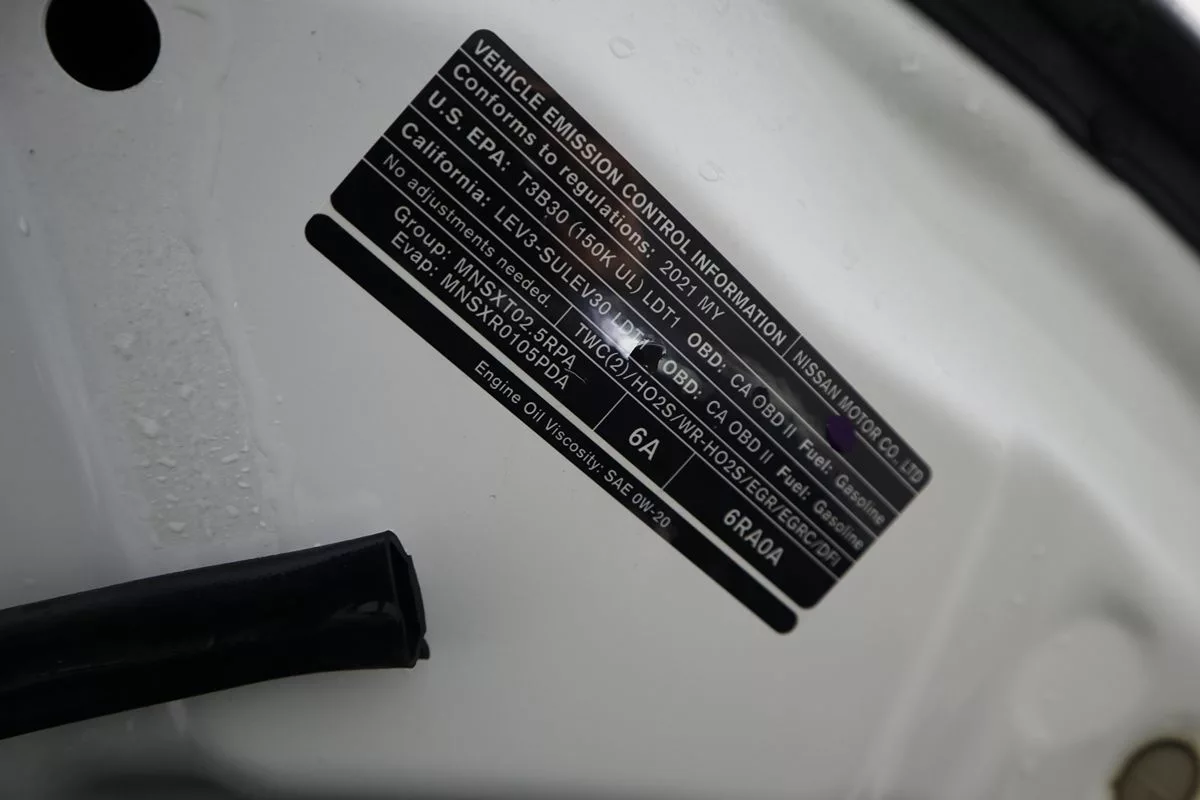 VEHICLE EMISSION CONTROL INFORMATION NISSAN MOTOR CO., LTD
Conforms to regulations: 2021 MY
U.S. EPA: T3B30 (150K UL) LDT1 OBD: CA OBD II Fuel: Gasoline
California: LEV3-SULEV30 OBD: CA OBD II Fuel: Gasoline
No adjustments needed. TWC(2)/HO2S/WR-HO2S/EGR/EGRC/DFI
Group: MNSXT02.5RPA
Evap: MNSXR0105PDA
6A
6RA0A
Engine Oil Viscosity: SAE 0W-20